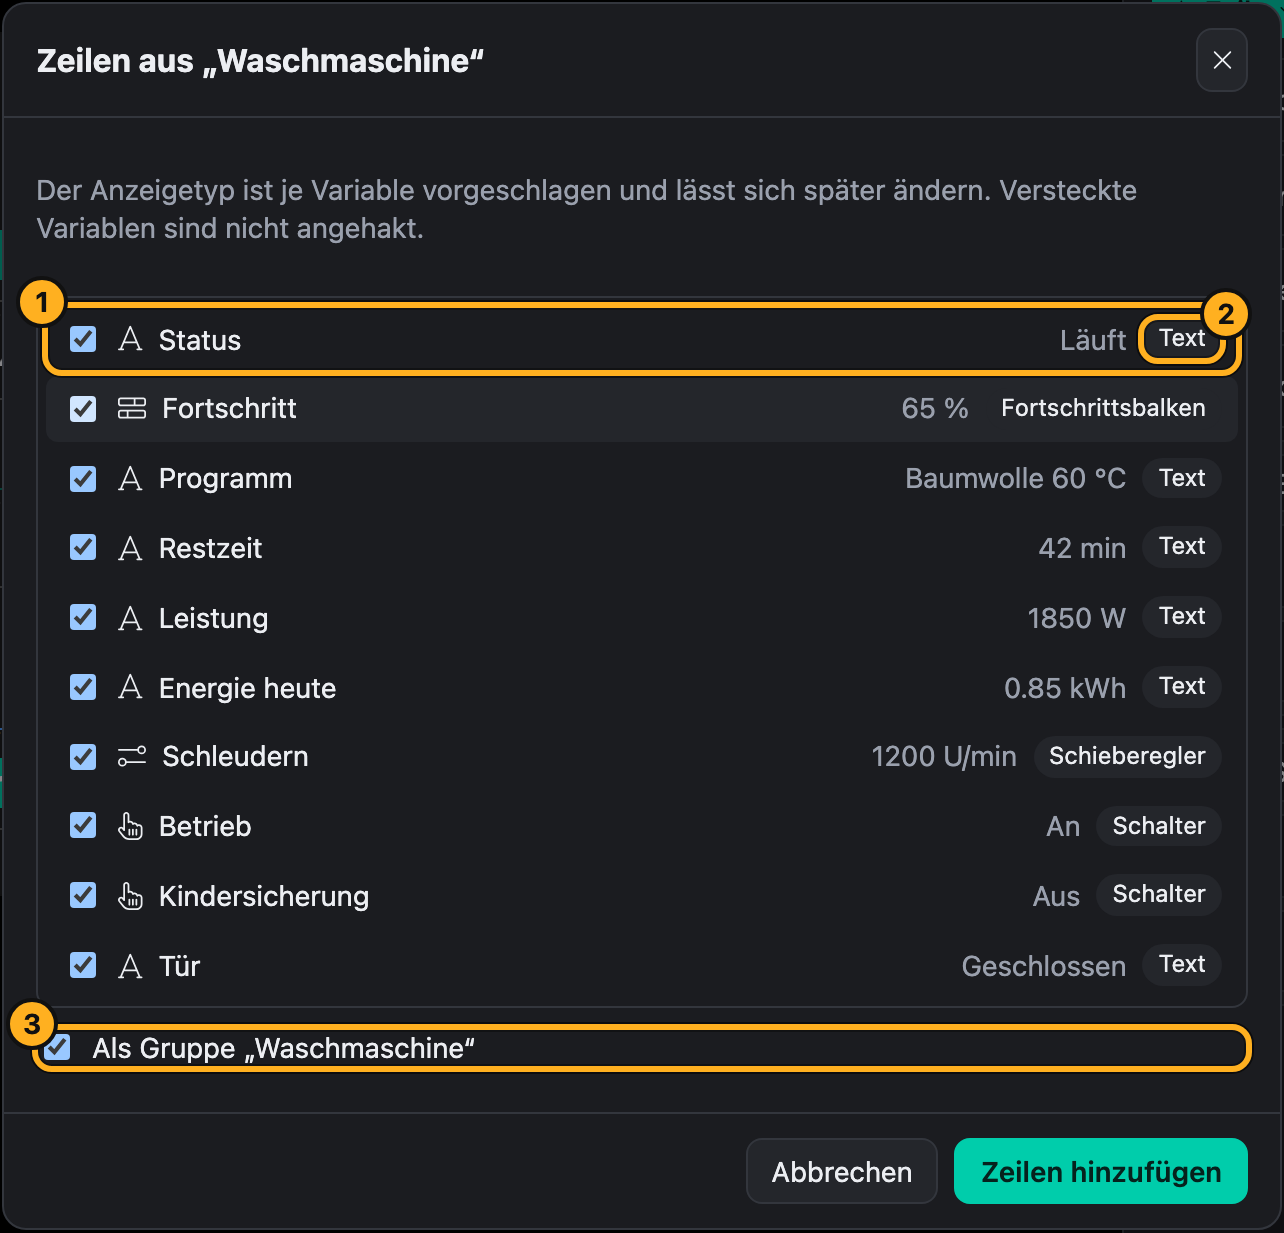 Zeilen aus „Waschmaschine“
Der Anzeigetyp ist je Variable vorgeschlagen und lässt sich später ändern. Versteckte
Variablen sind nicht angehakt.
1
2
Status Läuft Text
Fortschritt 65 % Fortschrittsbalken
Programm Baumwolle 60 °C Text
Restzeit 42 min Text
Leistung 1850 W Text
Energie heute 0.85 kWh Text
Schleudern 1200 U/min Schieberegler
Betrieb An Schalter
Kindersicherung Aus Schalter
Tür Geschlossen Text
3
Als Gruppe „Waschmaschine“
Abbrechen Zeilen hinzufügen